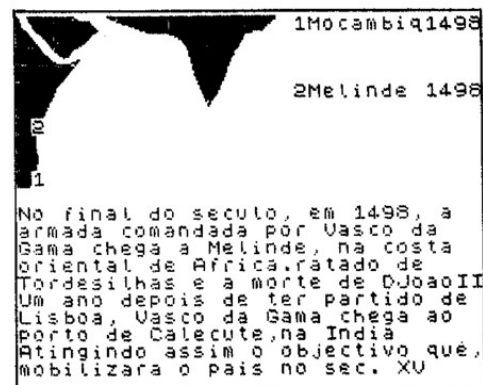 1Mocambiq1498
2Melinde 1498
2
1
No final do seculo, em 1498, a
armada comandada por Vasco da
Gama chega a Melinde, na costa
oriental de Africa.ratado de
Tordesilhas e a morte de DJoaoII
Um ano depois de ter partido de
Lisboa, Vasco da Gama chega ao
porto de Calecute,na India
Atingindo assim o objectivo que,
mobilizara o pais no sec. XV